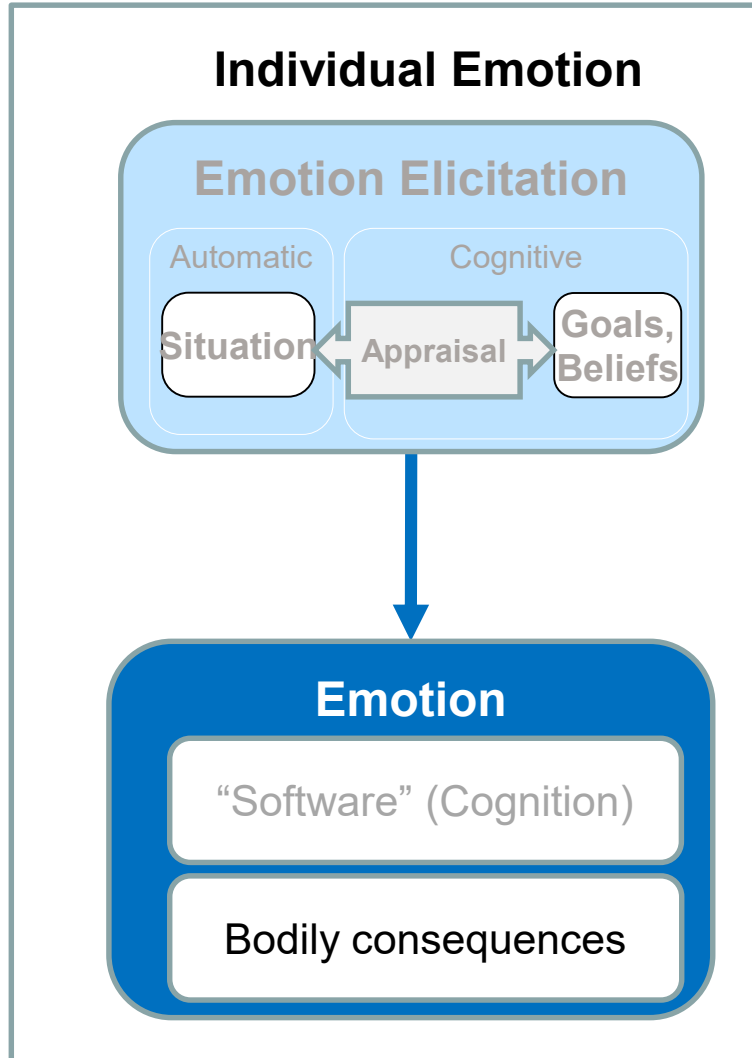 Individual Emotion
Emotion Elicitation
Automatic
Cognitive
Situation
Appraisal
Goals,
Beliefs
Emotion
“Software” (Cognition)
Bodily consequences